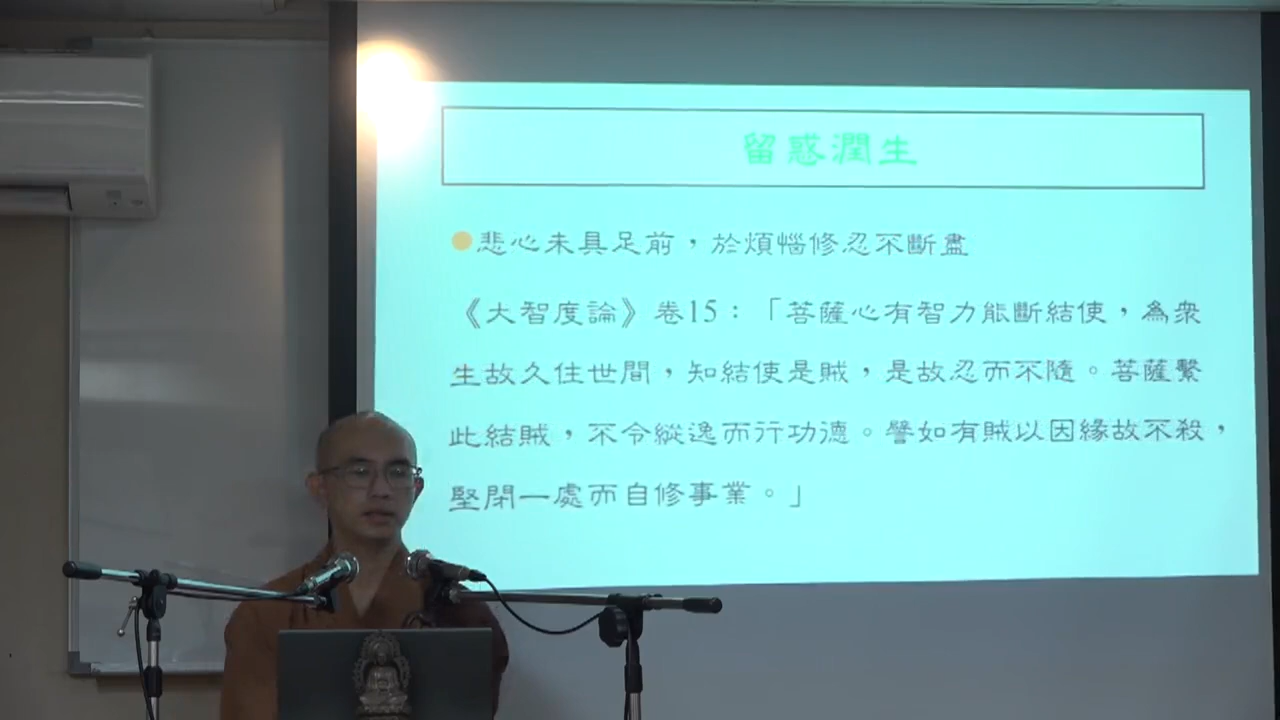 留惑潤生
悲心未具足前，於煩惱修忍不斷盡
《大智度論》卷15：「菩薩心有智力能斷結使，為眾
生故久住世間，知結使是賊，是故忍而不隨。菩薩繫
此結賊，不令縱逸而行功德。譬如有賊以因緣故不殺，
堅閉一處而自修事業。」